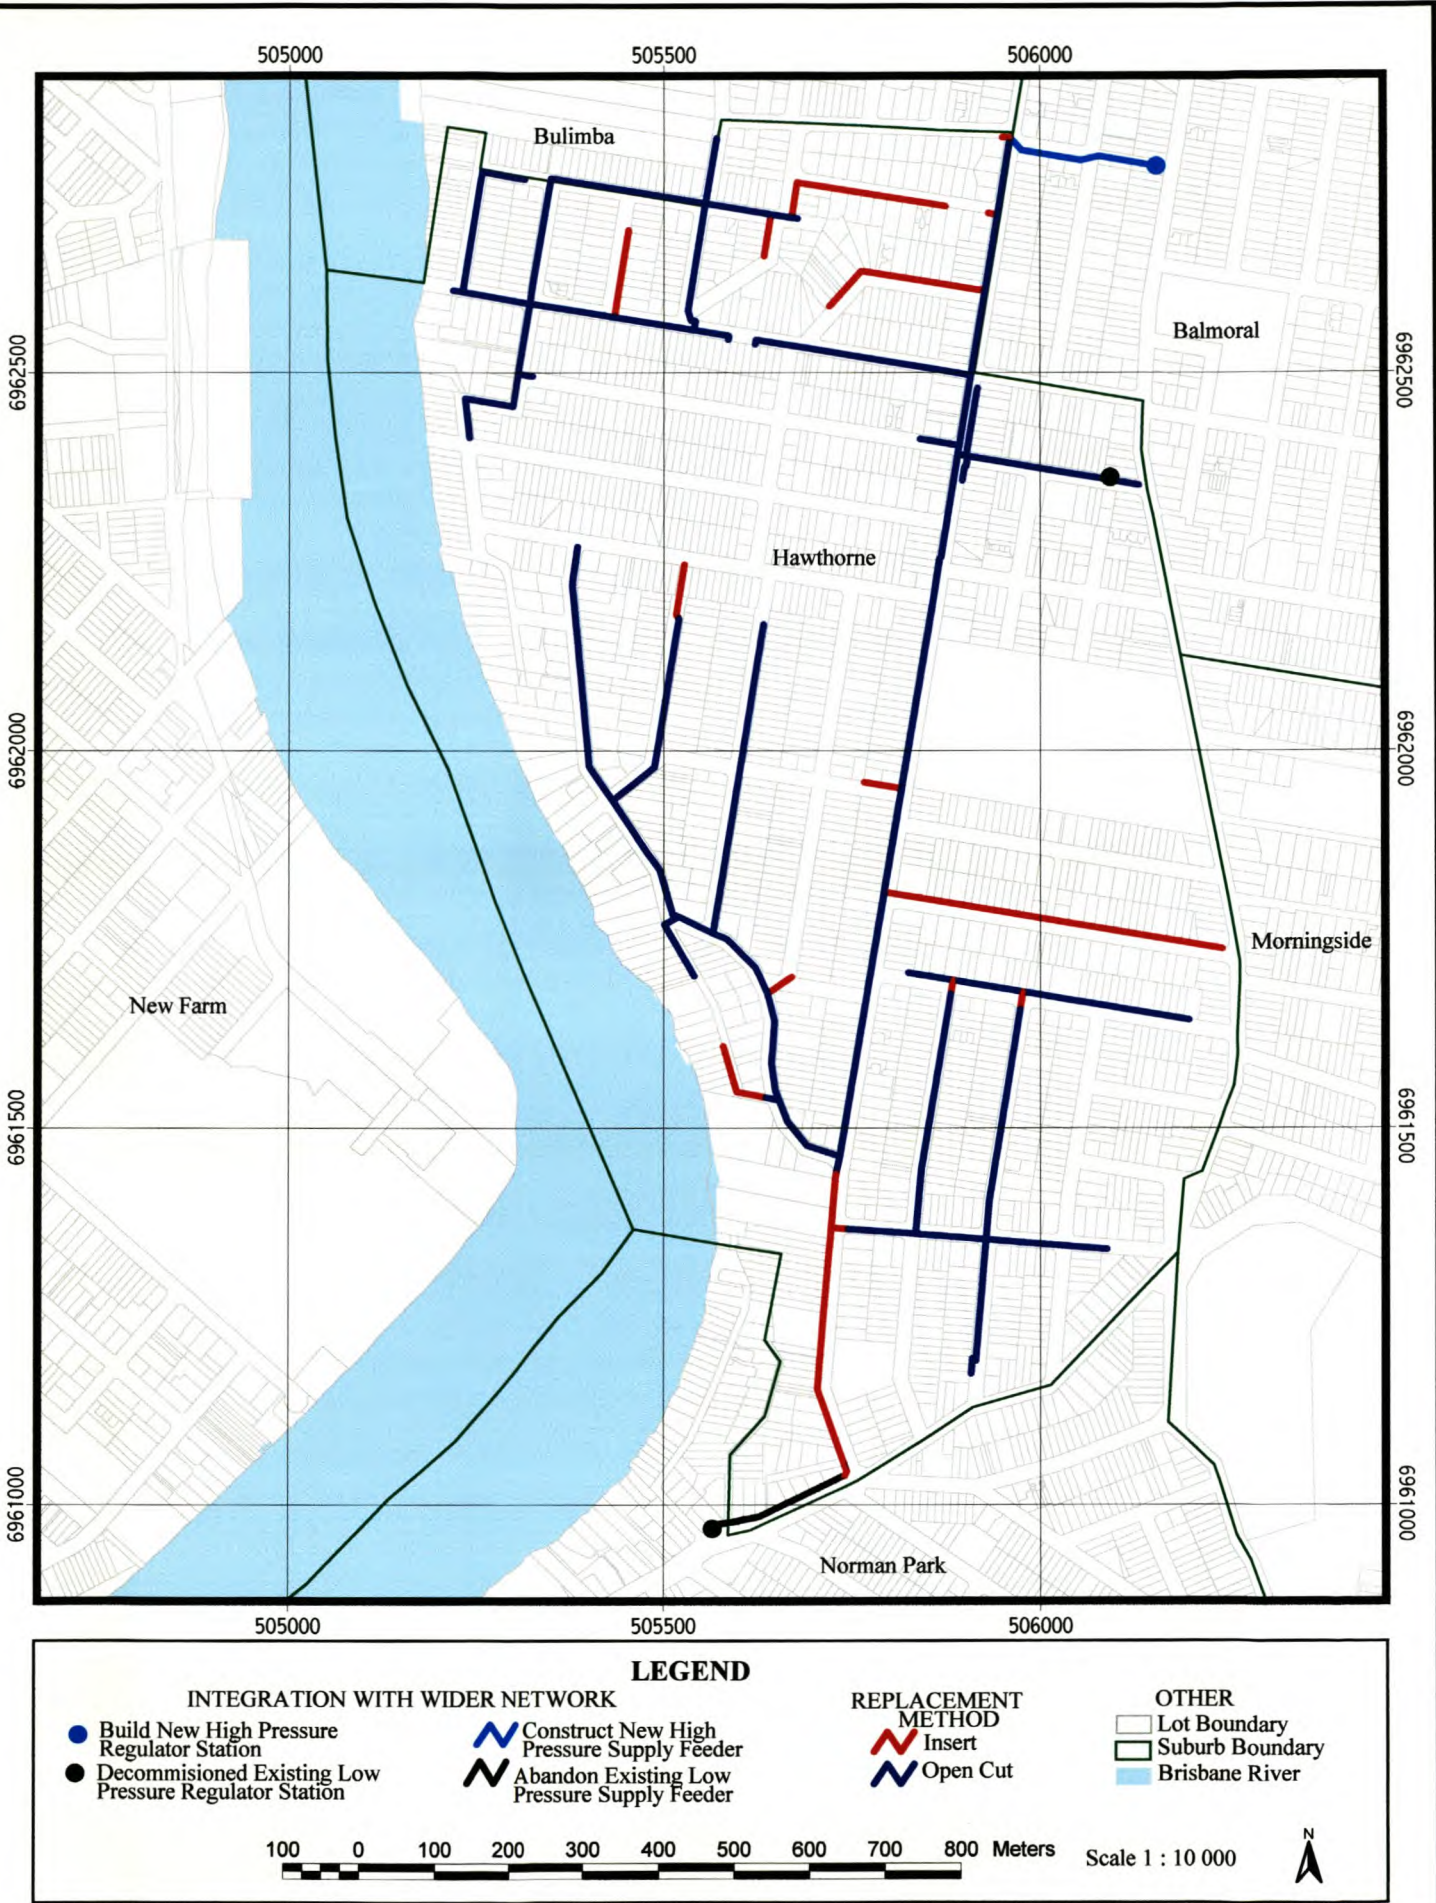 505000 505500 506000
Bulimba
Balmoral
6962500 6962500
Hawthorne
6962000 6962000
Morningside
New Farm
6961500 6961500
6961000 6961000
Norman Park
505000 505500 506000
LEGEND
INTEGRATION WITH WIDER NETWORK
Build New High Pressure
Regulator Station
Decommisioned Existing Low
Pressure Regulator Station
Construct New High
Pressure Supply Feeder
Abandon Existing Low
Pressure Supply Feeder
REPLACEMENT
METHOD
Insert
Open Cut
OTHER
Lot Boundary
Suburb Boundary
Brisbane River
100 0 100 200 300 400 500 600 700 800 Meters
Scale 1 : 10 000
N